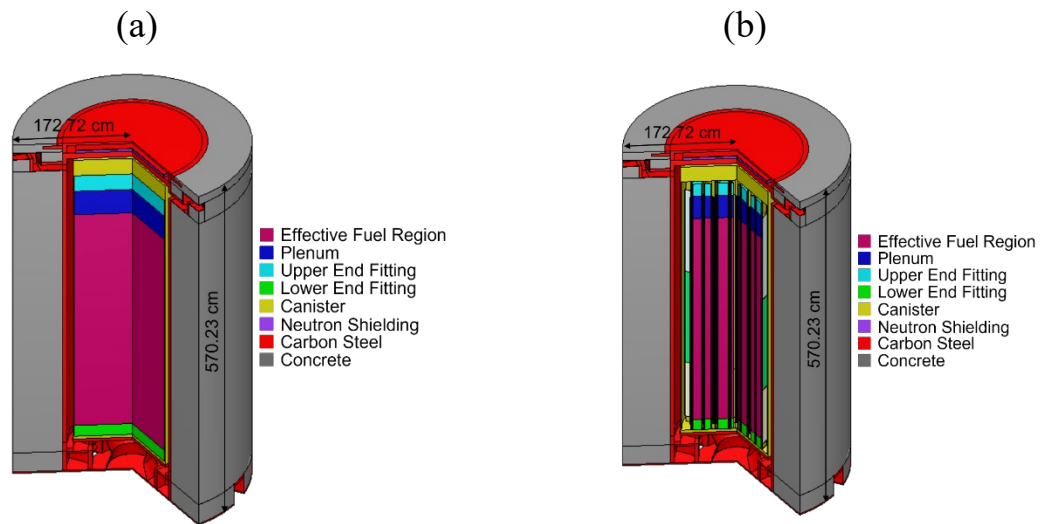 (a)
(b)
172.72 cm
570.23 cm
Effective Fuel Region
Plenum
Upper End Fitting
Lower End Fitting
Canister
Neutron Shielding
Carbon Steel
Concrete
172.72 cm
570.23 cm
Effective Fuel Region
Plenum
Upper End Fitting
Lower End Fitting
Canister
Neutron Shielding
Carbon Steel
Concrete